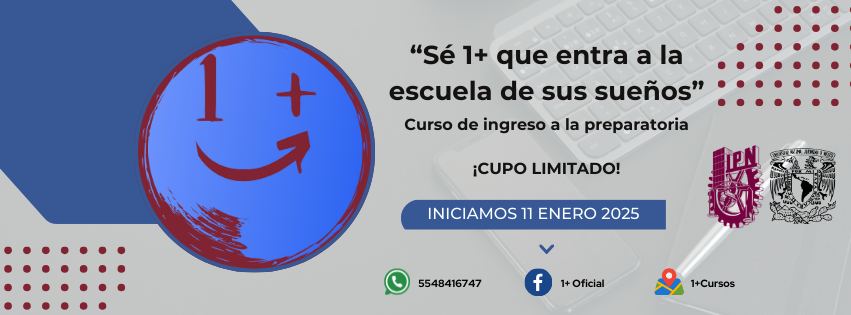 1 +
“Sé 1+ que entra a la
escuela de sus sueños”
Curso de ingreso a la preparatoria
¡CUPO LIMITADO!
IPN
INICIAMOS 11 ENERO 2025
5548416747
1+ Oficial
1+Cursos